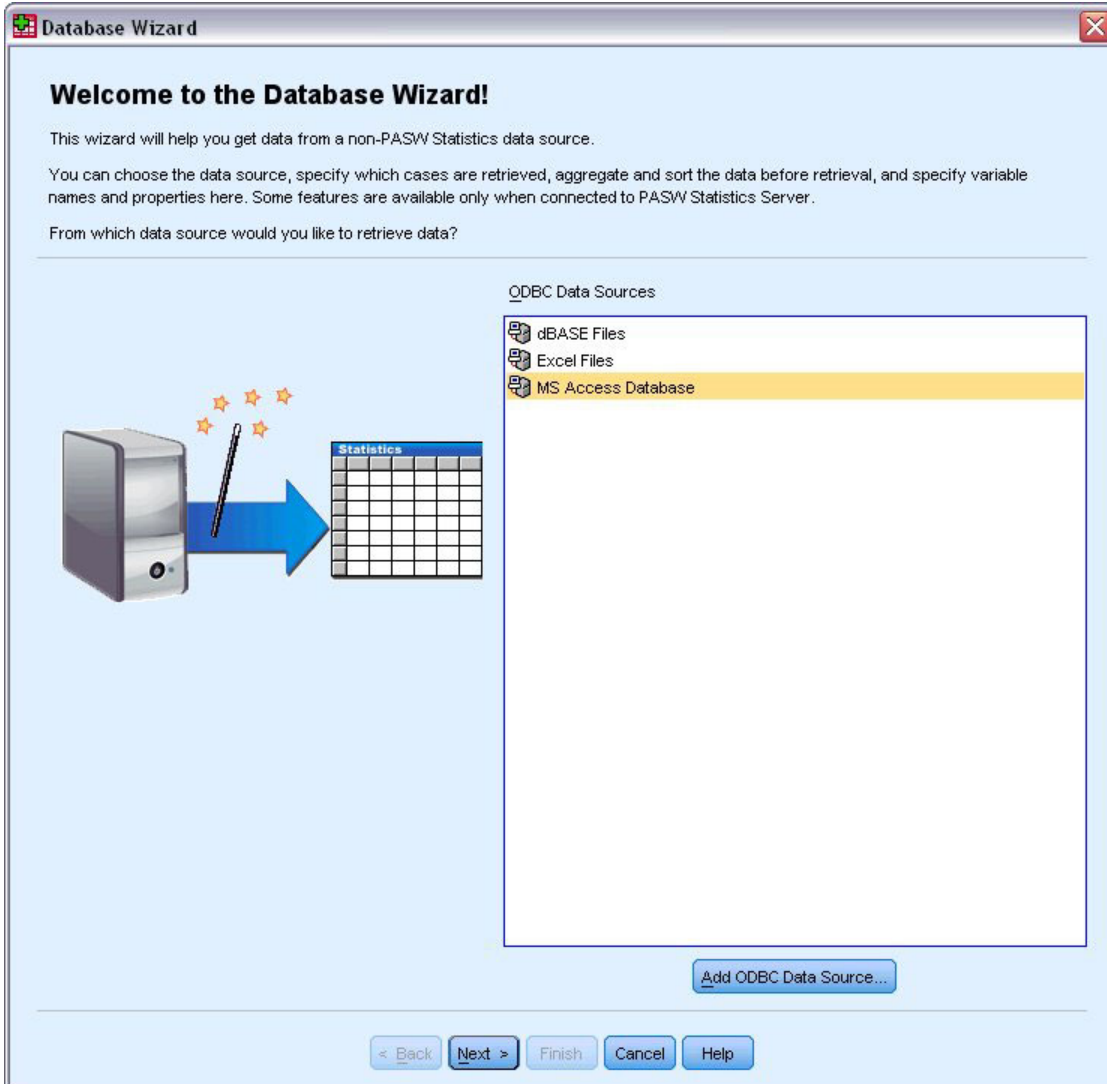 Database Wizard
Welcome to the Database Wizard!
This wizard will help you get data from a non-PASW Statistics data source.
You can choose the data source, specify which cases are retrieved, aggregate and sort the data before retrieval, and specify variable
names and properties here. Some features are available only when connected to PASW Statistics Server.
From which data source would you like to retrieve data?
ODBC Data Sources
dBASE Files
Excel Files
MS Access Database
Statistics
Add ODBC Data Source...
< Back
Next >
Finish
Cancel
Help